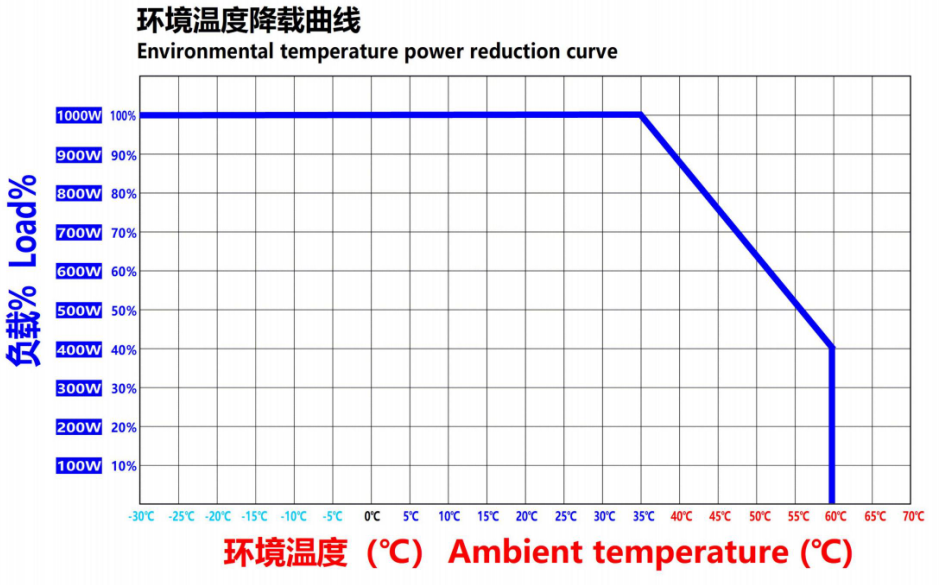 环境温度降载曲线
Environmental temperature power reduction curve
负载% Load%
1000W 100%
900W 90%
800W 80%
700W 70%
600W 60%
500W 50%
400W 40%
300W 30%
200W 20%
100W 10%
-30℃ -25℃ -20℃ -15℃ -10℃ -5℃ 0℃ 5℃ 10℃ 15℃ 20℃ 25℃ 30℃ 35℃ 40℃ 45℃ 50℃ 55℃ 60℃ 65℃ 70℃
环境温度（℃） Ambient temperature (℃)